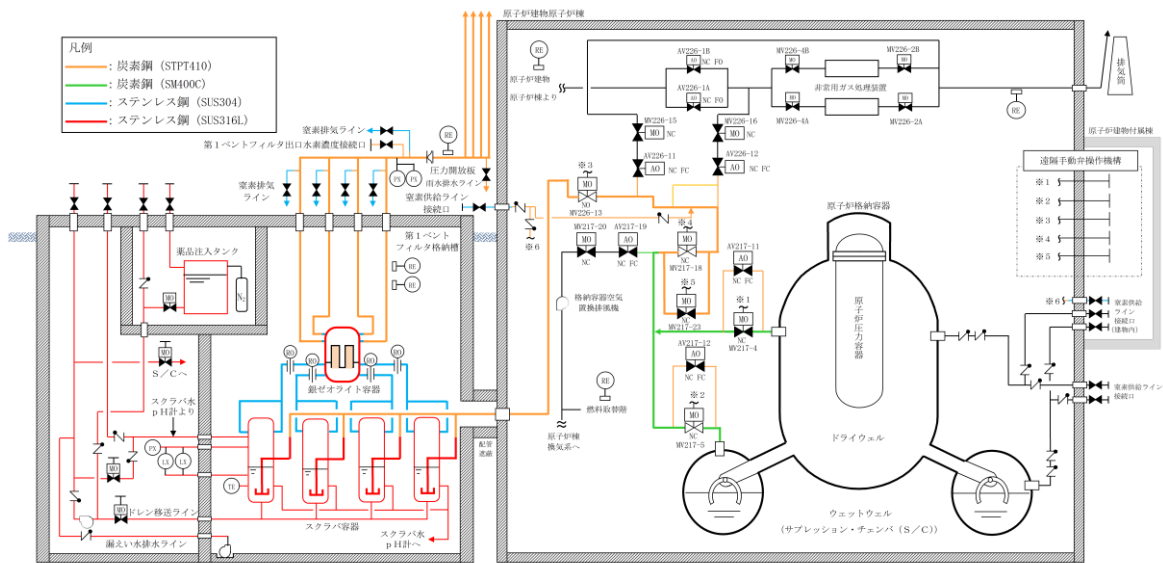 凡例
：炭素鋼（STPT410）
：炭素鋼（SM400C）
：ステンレス鋼（SUS304）
：ステンレス鋼（SUS316L）
原子炉建物原子炉棟
RE
原子炉建物
原子炉棟より
AV226-1B
AO
NC FO
AV226-1A
AO
NC FO
MV226-4B
MO
MV226-2B
MO
非常用ガス処理装置
MO
MV226-4A
MO
MV226-2A
RE
排気筒
原子炉建物付属棟
遠隔手動弁操作機構
※1
※2
※3
※4
※5
MV226-15
MO
NC
MV226-16
MO
NC
AV226-11
AO
NC FC
AV226-12
AO
NC FC
窒素排気ライン
第1ベントフィルタ出口水素濃度接続口
RE
PX
PX
圧力開放板
雨水排水ライン
窒素供給ライン
接続口
※6
窒素排気
ライン
※3
MO
NO
MV226-13
MV217-20
MO
NC
AV217-19
AO
NC FC
※4
MO
NC
MV217-18
※5
MO
NC
MV217-23
AV217-11
AO
NC FC
※1
MO
NC
MV217-4
AV217-12
AO
NC FC
※2
MO
NC
MV217-5
格納容器空気
置換排風機
RE
燃料取替階
原子炉棟
換気系へ
原子炉格納容器
原子炉圧力容器
ドライウェル
ウェットウェル
（サプレッション・チェンバ（S／C））
※6
窒素供給
ライン
接続口
(建物内)
窒素供給ライン
接続口
第1ベント
フィルタ格納槽
RE
RE
薬品注入タンク
MO
N₂
MO
S／Cへ
スクラバ水
pH計より
RO
RO
RO
RO
銀ゼオライト容器
配管
遮蔽
PX
LX
LX
TE
MO
MO
ドレン移送ライン
漏えい水排水ライン
スクラバ容器
スクラバ水
pH計へ